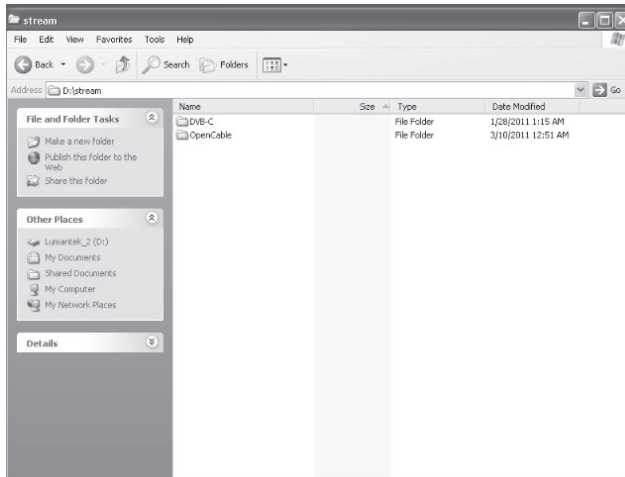 stream
File Edit View Favorites Tools Help
Back Search Folders
Address D:\stream Go
File and Folder Tasks
Make a new folder
Publish this folder to the
Web
Share this folder
Other Places
Lumantek_2 (D:)
My Documents
Shared Documents
My Computer
My Network Places
Details
Name Size Type Date Modified
DVB-C File Folder 1/28/2011 1:15 AM
OpenCable File Folder 3/10/2011 12:51 AM